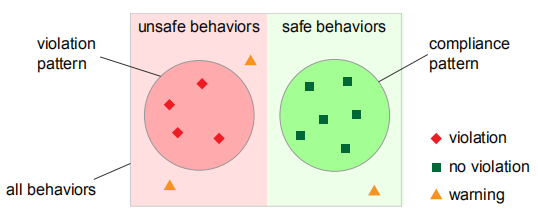 unsafe behaviors
safe behaviors
violation
pattern
compliance
pattern
violation
no violation
warning
all behaviors